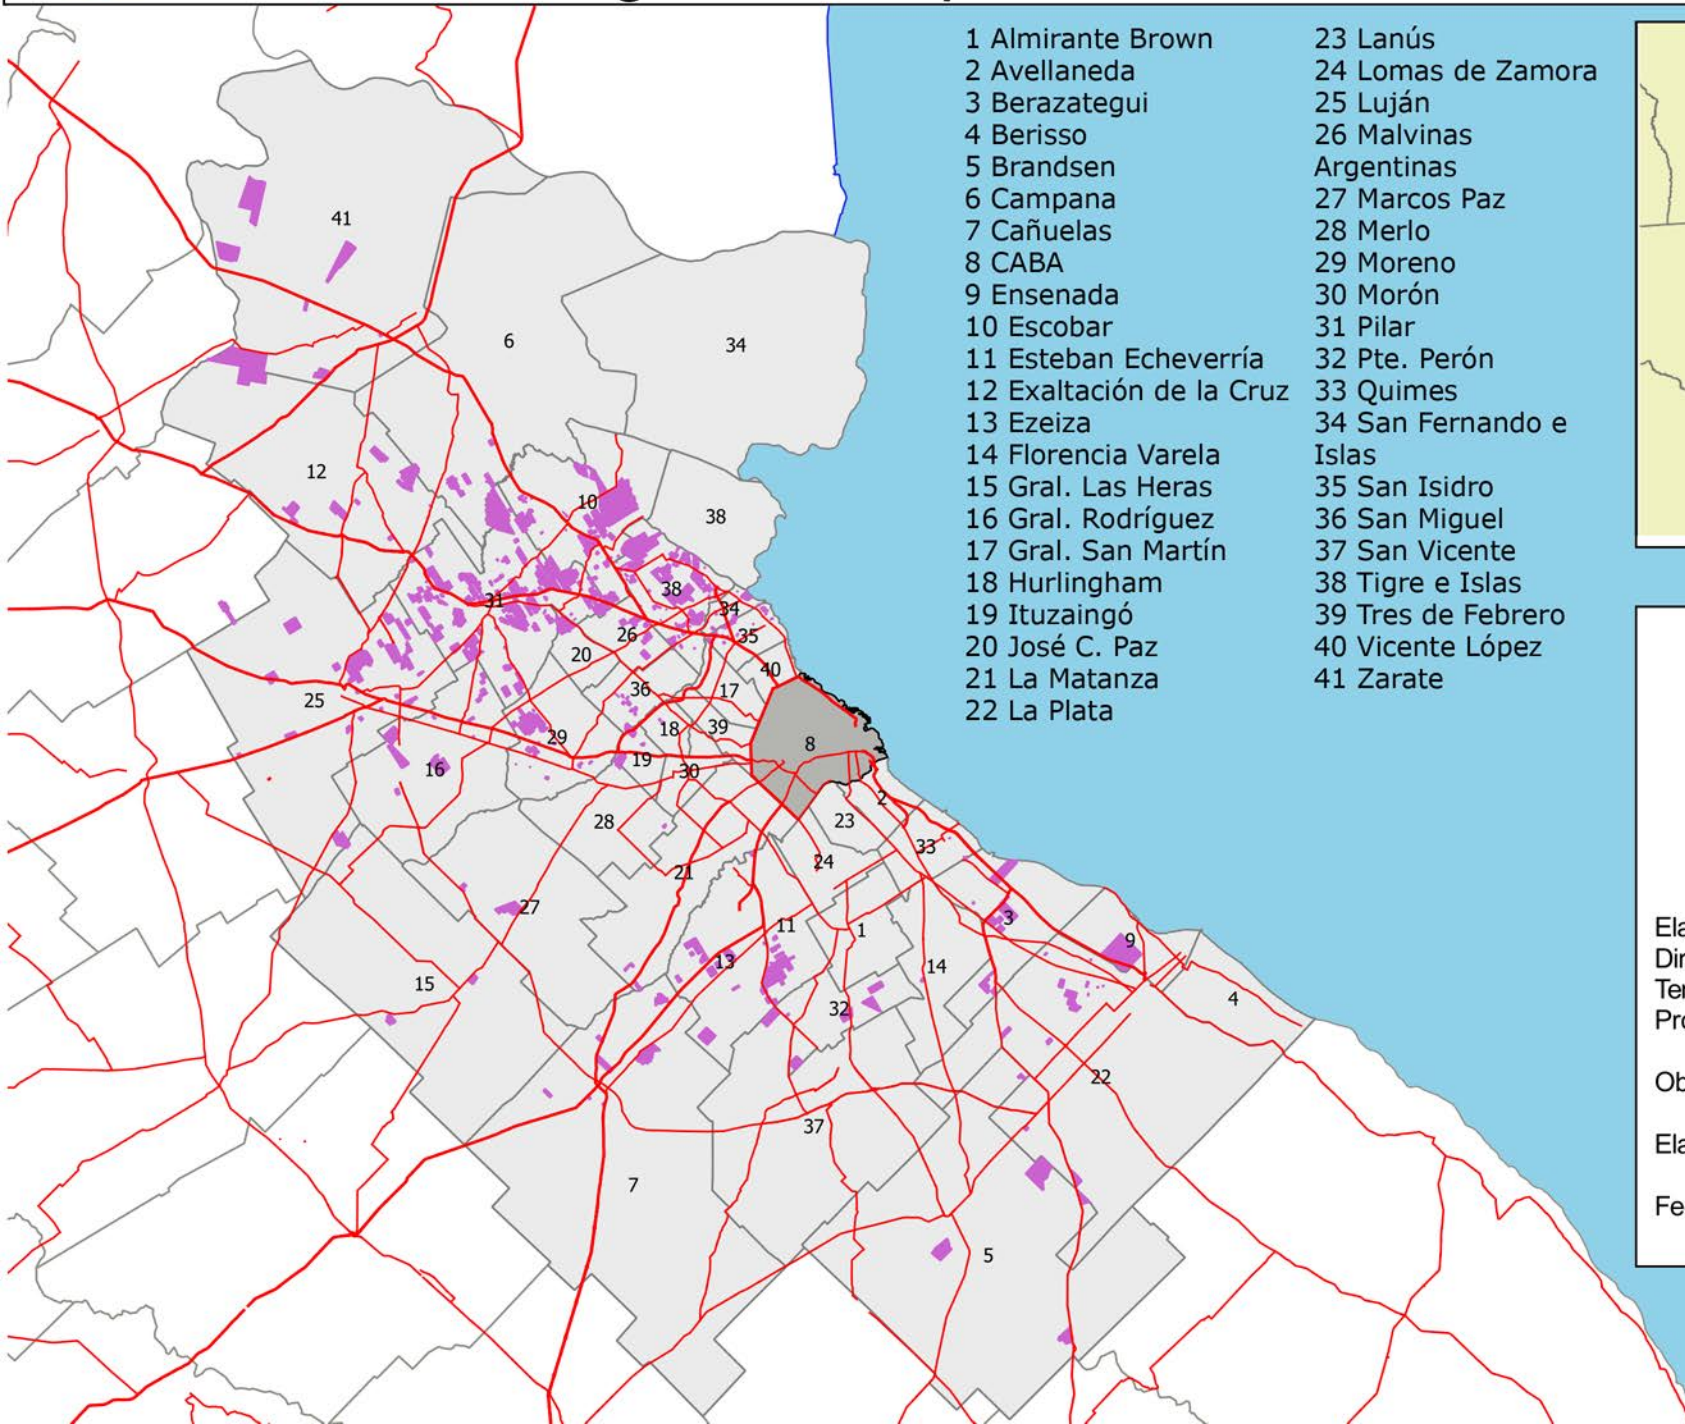 1 Almirante Brown
2 Avellaneda
3 Berazategui
4 Berisso
5 Brandsen
6 Campana
7 Cañuelas
8 CABA
9 Ensenada
10 Escobar
11 Esteban Echeverría
12 Exaltación de la Cruz
13 Ezeiza
14 Florencia Varela
15 Gral. Las Heras
16 Gral. Rodríguez
17 Gral. San Martín
18 Hurlingham
19 Ituzaingó
20 José C. Paz
21 La Matanza
22 La Plata
23 Lanús
24 Lomas de Zamora
25 Luján
26 Malvinas
Argentinas
27 Marcos Paz
28 Merlo
29 Moreno
30 Morón
31 Pilar
32 Pte. Perón
33 Quimes
34 San Fernando e
Islas
35 San Isidro
36 San Miguel
37 San Vicente
38 Tigre e Islas
39 Tres de Febrero
40 Vicente López
41 Zarate
41
6
34
12
10
38
38
31
34
26
35
20
40
36
17
25
18
39
29
8
19
30
16
2
28
23
33
24
21
27
3
11
1
9
13
14
15
32
4
22
37
7
5